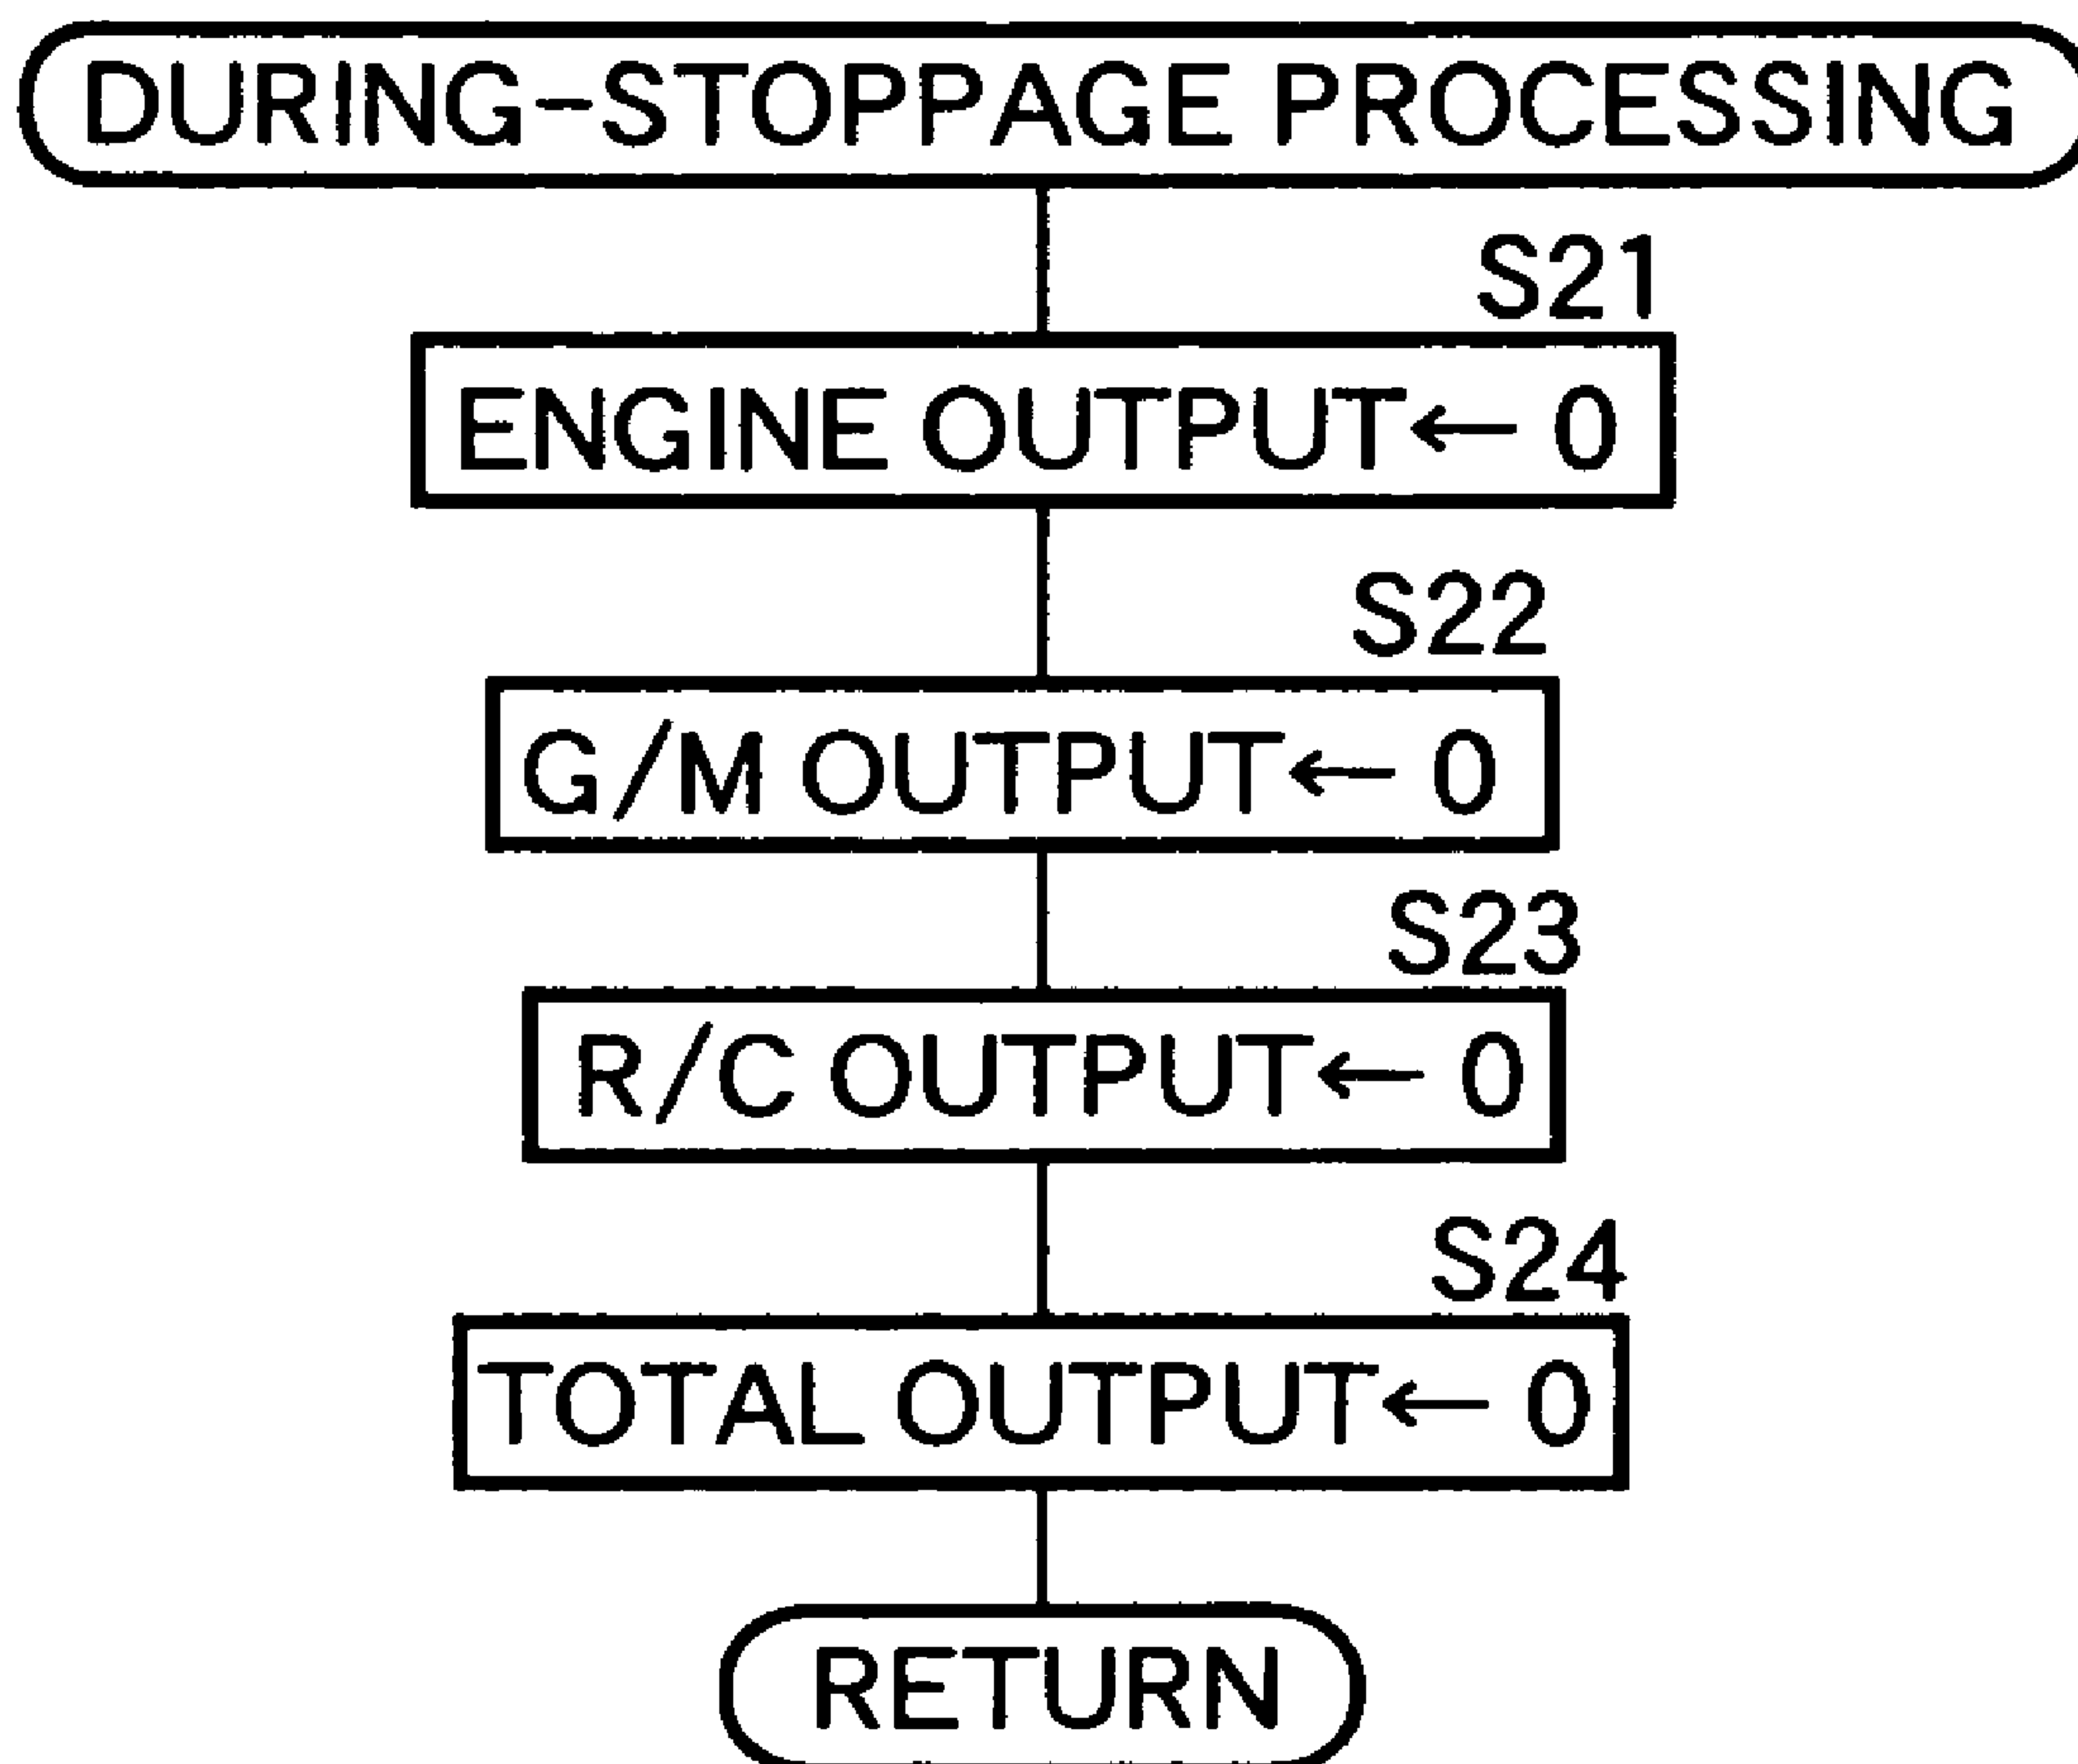 DURING-STOPPAGE PROCESSING
S21
ENGINE OUTPUT← 0
S22
G/M OUTPUT← 0
S23
R/C OUTPUT← 0
S24
TOTAL OUTPUT← 0
RETURN